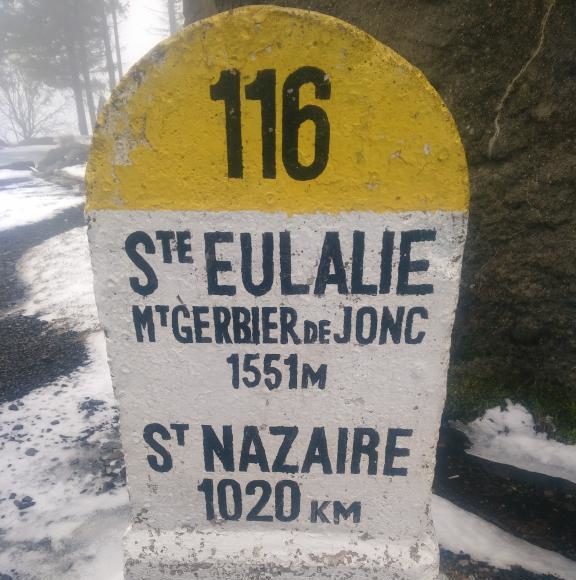 116
STE EULALIE
MT GERBIER DE JONC
1551M
ST NAZAIRE
1020 KM